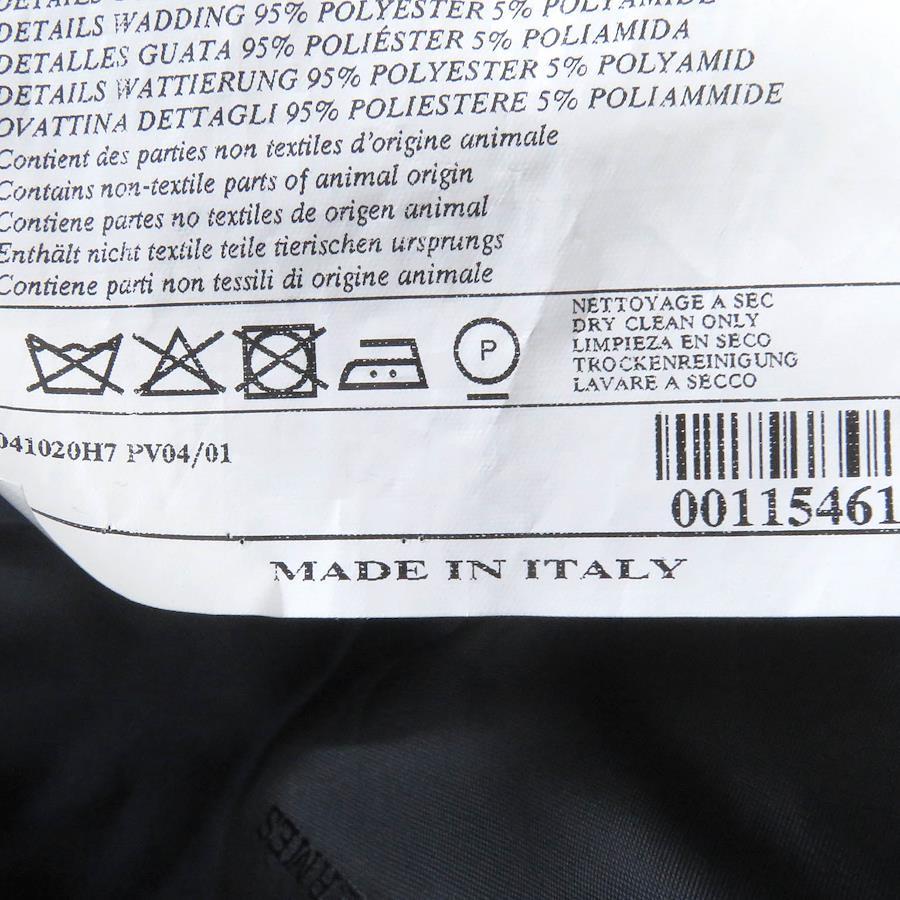 DETAILS WADDING 95% POLYESTER 5% POLYAMIDE
DETALLES GUATA 95% POLIÉSTER 5% POLIAMIDA
DETAILS WATTIERUNG 95% POLYESTER 5% POLYAMID
OVATTINA DETTAGLI 95% POLIESTERE 5% POLIAMMIDE
Contient des parties non textiles d'origine animale
Contains non-textile parts of animal origin
Contiene partes no textiles de origen animal
Enthält nicht textile teile tierischen ursprungs
Contiene parti non tessili di origine animale
P
NETTOYAGE A SEC
DRY CLEAN ONLY
LIMPIEZA EN SECO
TROCKENREINIGUNG
LAVARE A SECCO
041020H7 PV04/01
00115461
MADE IN ITALY